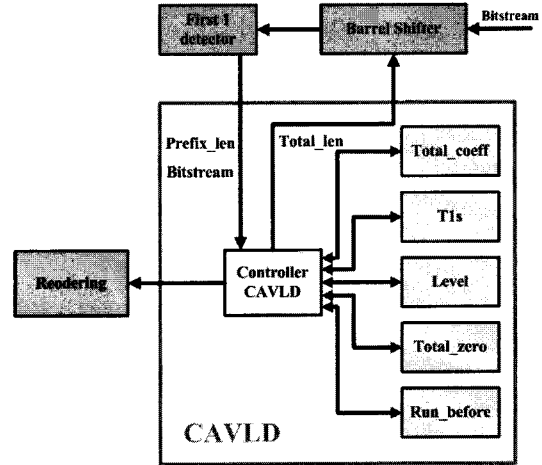 First 1
detector
Barrel Shifter
Bitstream
Prefix_len
Bitstream
Total_len
Total_coeff
T1s
Reodering
Controller
CAVLD
Level
Total_zero
Run_before
CAVLD